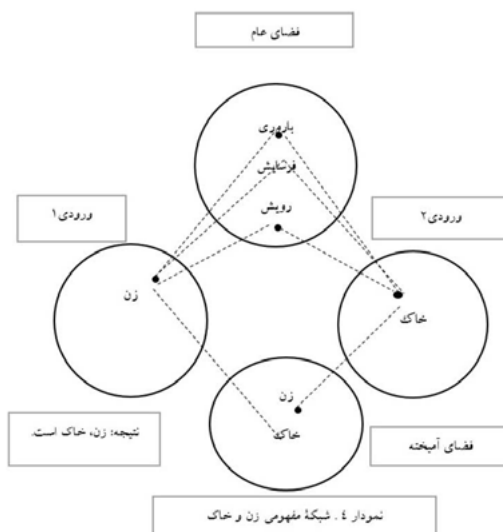 فضای عام
باروری
فرسایش
رویش
ورودی۲
ورودی۱
زن
خاک
زن
خاک
نتیجه: زن، خاک است.
فضای آمیخته
نمودار ٤ . شبکهٔ مفهومی زن و خاک